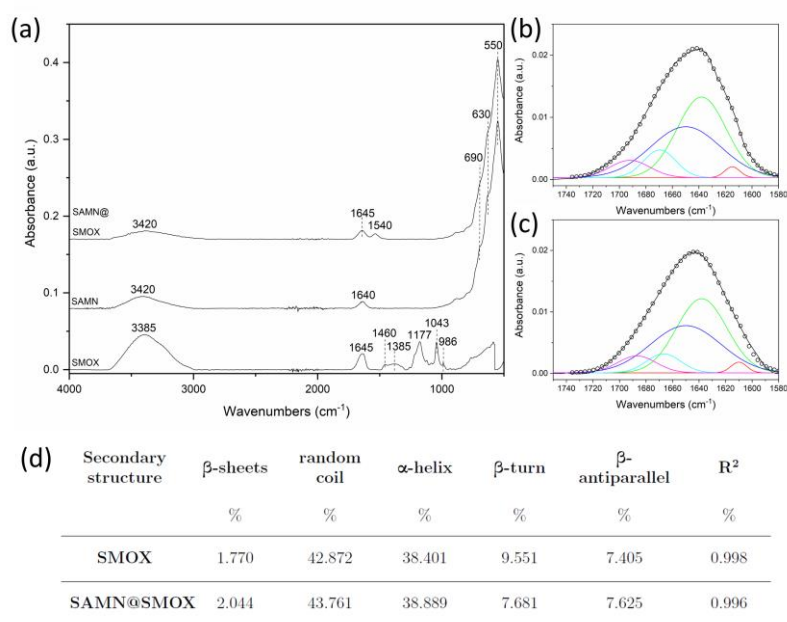 (a)
550
0.4
630
0.3
690
Absorbance (a.u.)
0.2
SAMN@
SMOX
3420
1645
1540
0.1
SAMN
3420
1640
3385
1645
1460
1385
1177
1043
986
SMOX
0.0
4000
3000
2000
1000
Wavenumbers (cm-1)
(b)
0.02
0.01
0.00
Absorbance (a.u.)
1740 1720 1700 1680 1660 1640 1620 1600 1580
Wavenumbers (cm-1)
(c)
0.02
0.01
0.00
Absorbance (a.u.)
1740 1720 1700 1680 1660 1640 1620 1600 1580
Wavenumbers (cm-1)
(d)
Secondary structure β-sheets random coil α-helix β-turn β-antiparallel R²
% % % % % %
SMOX 1.770 42.872 38.401 9.551 7.405 0.998
SAMN@SMOX 2.044 43.761 38.889 7.681 7.625 0.996